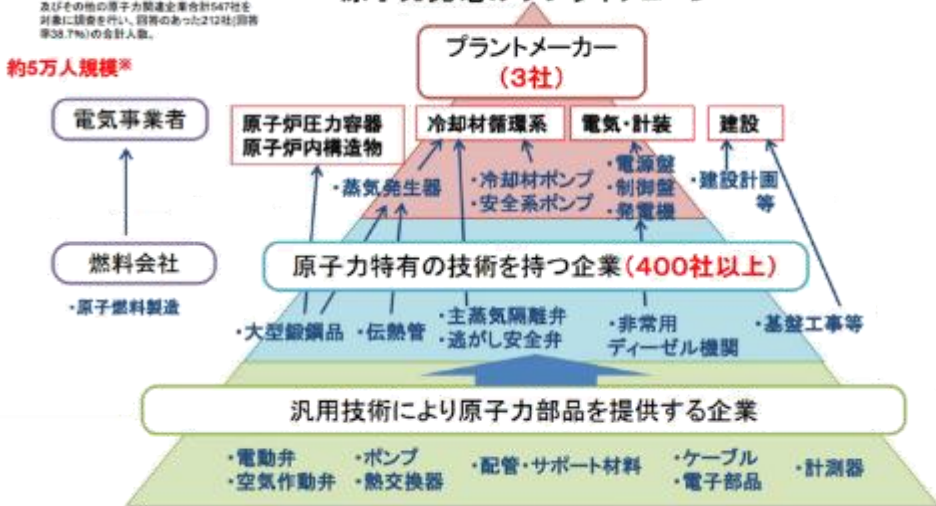 及びその他の原子力関連企業合計547社を
対象に調査を行い、回答のあった212社(回答
率38.7%)の合計人数。
約5万人規模※
プラントメーカー
(3社)
電気事業者
原子炉圧力容器
原子炉内構造物
冷却材循環系
電気・計装
建設
・蒸気発生器
・冷却材ポンプ
・安全系ポンプ
・電源盤
・制御盤
・発電機
・建設計画
等
燃料会社
・原子燃料製造
原子力特有の技術を持つ企業(400社以上)
・大型鍛鋼品
・伝熱管
・主蒸気隔離弁
・逃がし安全弁
・非常用
ディーゼル機関
・基盤工事等
汎用技術により原子力部品を提供する企業
・電動弁
・空気作動弁
・ポンプ
・熱交換器
・配管・サポート材料
・ケーブル
・電子部品
・計測器